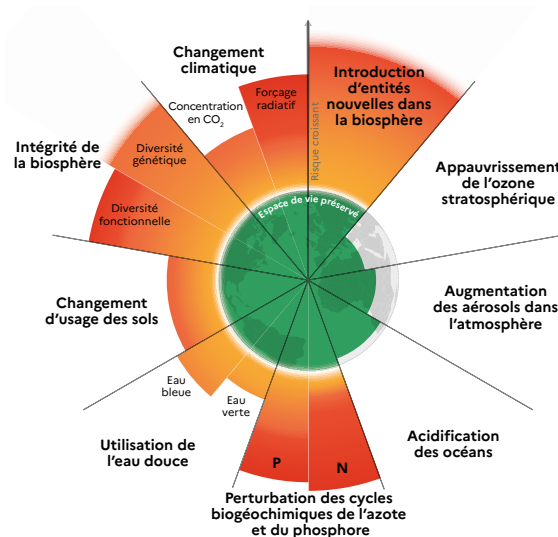 Changement
climatique
Forçage
radiatif
Concentration
en CO₂
Introduction
d'entités
nouvelles dans
la biosphère
Risque croissant
Intégrité de
la biosphère
Diversité
génétique
Diversité
fonctionnelle
Appauvrissement
de l'ozone
stratosphérique
Espace de vie préservé
Changement
d'usage des sols
Augmentation
des aérosols dans
l'atmosphère
Eau
bleue
Eau
verte
Utilisation de
l'eau douce
Acidification
des océans
P
N
Perturbation des cycles
biogéochimiques de l'azote
et du phosphore